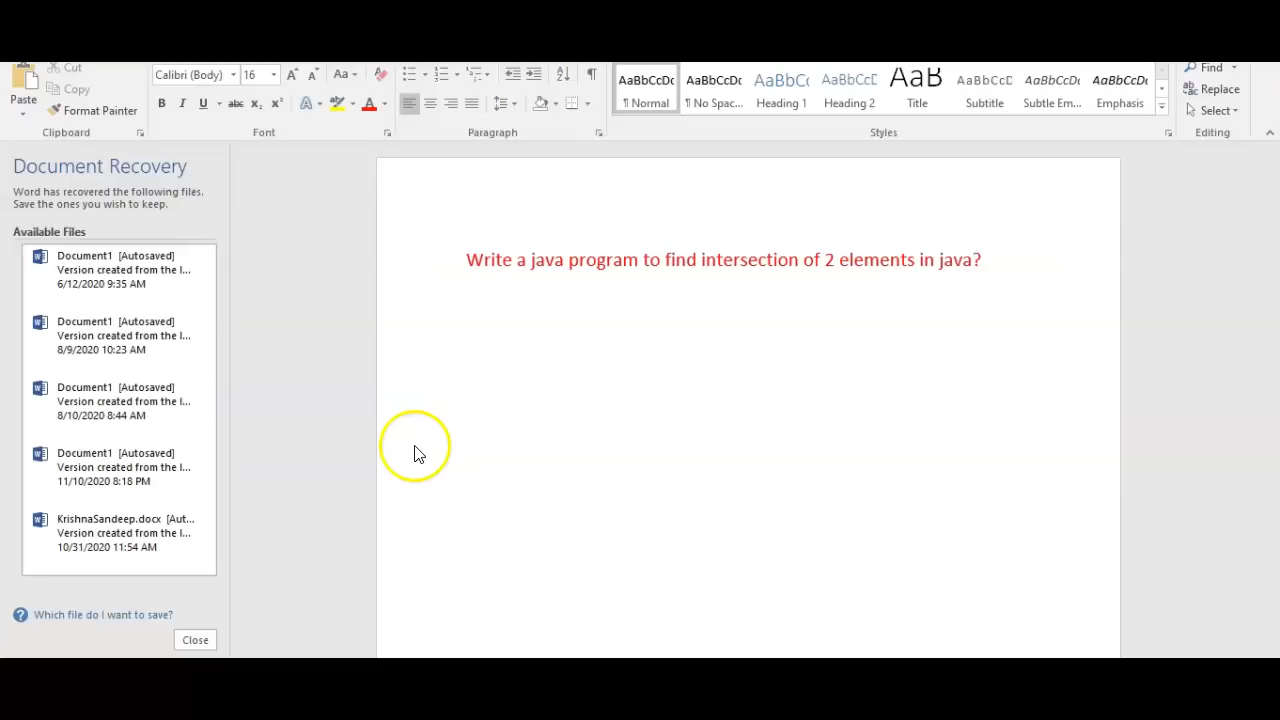 Cut
Copy
Format Painter
Paste
Clipboard
Calibri (Body) 16
Aa
B I U abc x₂ x² A ab A
Font
Paragraph
AaBbCcDc AaBbCcDc AaBbCc AaBbCcD AaB AaBbCcD AaBbCcDc AaBbCcDc
¶ Normal ¶ No Spac... Heading 1 Heading 2 Title Subtitle Subtle Em... Emphasis
Styles
Find
Replace
Select
Editing
Document Recovery
Word has recovered the following files.
Save the ones you wish to keep.
Available Files
Document1 [Autosaved]
Version created from the l...
6/12/2020 9:35 AM
Document1 [Autosaved]
Version created from the l...
8/9/2020 10:23 AM
Document1 [Autosaved]
Version created from the l...
8/10/2020 8:44 AM
Document1 [Autosaved]
Version created from the l...
11/10/2020 8:18 PM
KrishnaSandeep.docx [Aut...
Version created from the l...
10/31/2020 11:54 AM
? Which file do I want to save?
Close
Write a java program to find intersection of 2 elements in java?